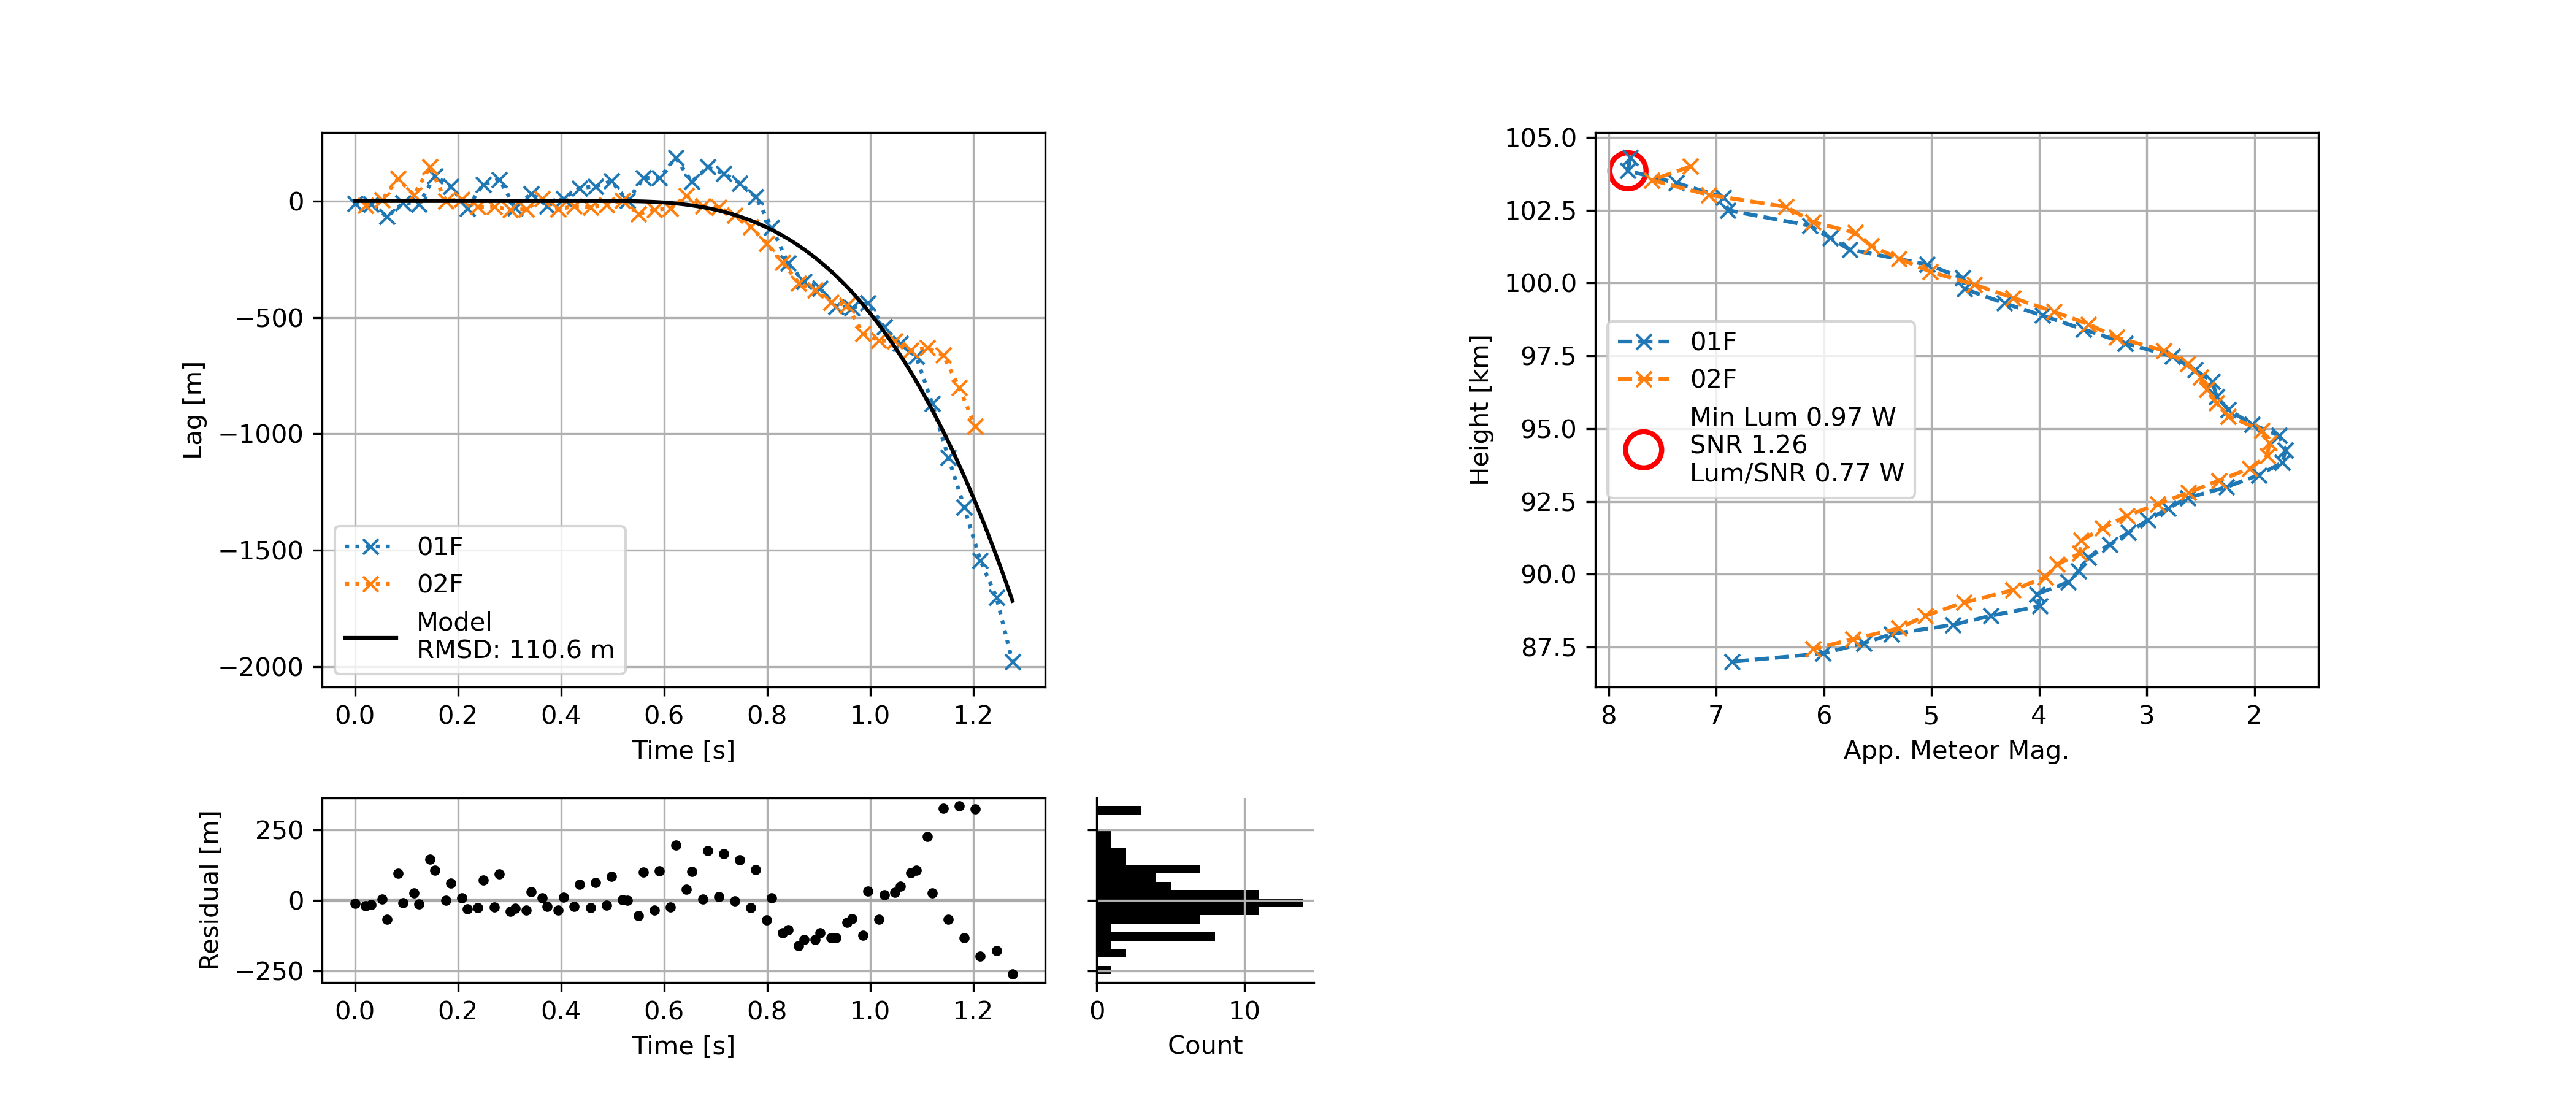 0
−500
−1000
−1500
−2000
Lag [m]
01F
02F
Model
RMSD: 110.6 m
0.0 0.2 0.4 0.6 0.8 1.0 1.2
Time [s]
105.0
102.5
100.0
97.5
95.0
92.5
90.0
87.5
Height [km]
01F
02F
Min Lum 0.97 W
SNR 1.26
Lum/SNR 0.77 W
8 7 6 5 4 3 2
App. Meteor Mag.
250
0
−250
Residual [m]
0.0 0.2 0.4 0.6 0.8 1.0 1.2
Time [s]
0 10
Count